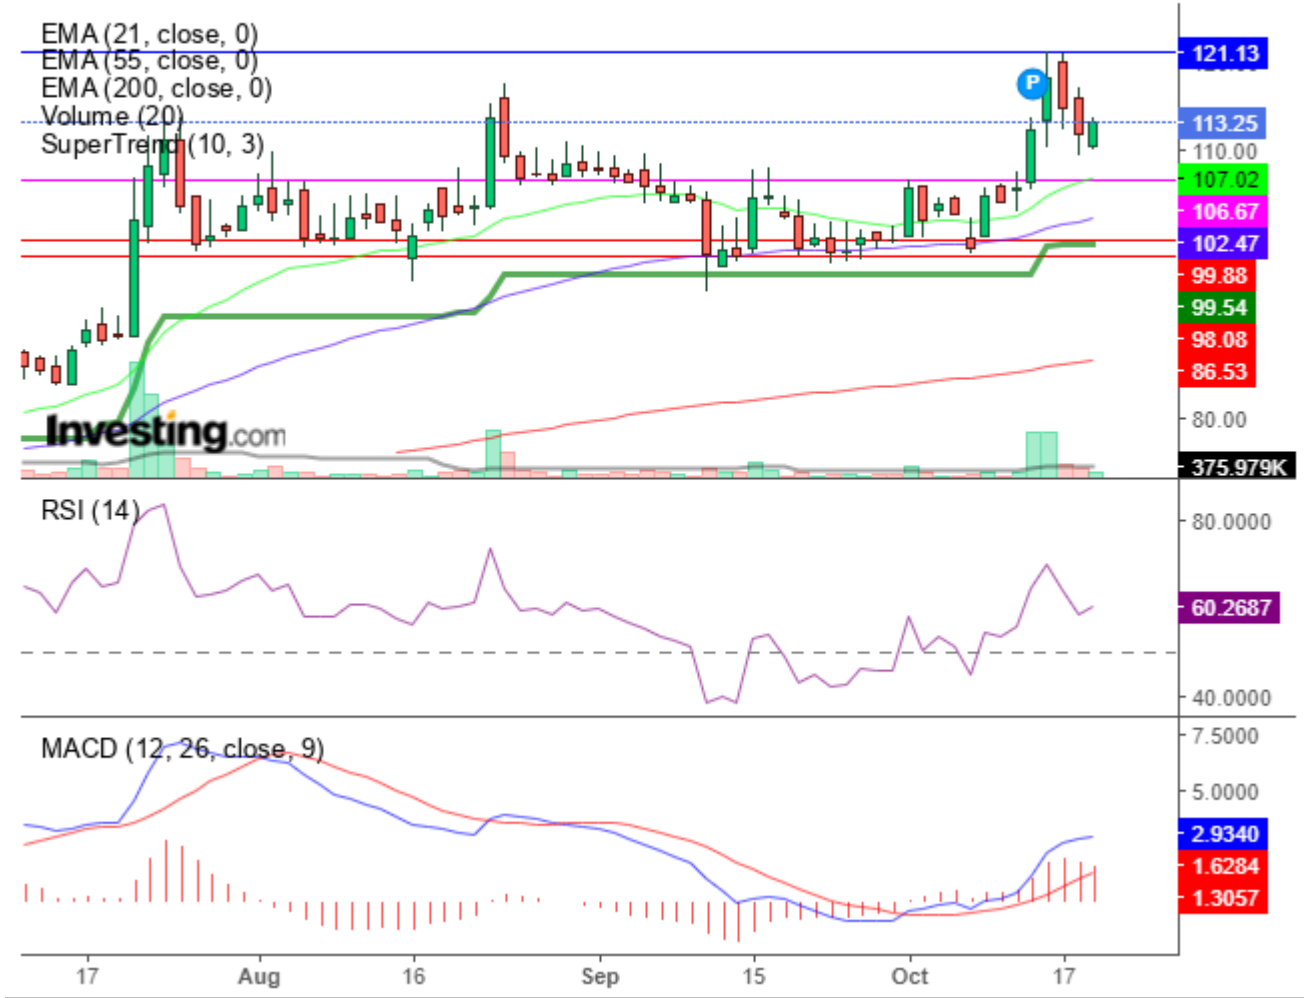 EMA (21, close, 0)
EMA (55, close, 0)
EMA (200, close, 0)
Volume (20)
SuperTrend (10, 3)
P
121.13
113.25
110.00
107.02
106.67
102.47
99.88
99.54
98.08
86.53
80.00
375.979K
Investing.com
RSI (14)
80.0000
60.2687
40.0000
MACD (12, 26, close, 9)
7.5000
5.0000
2.9340
1.6284
1.3057
17 Aug 16 Sep 15 Oct 17